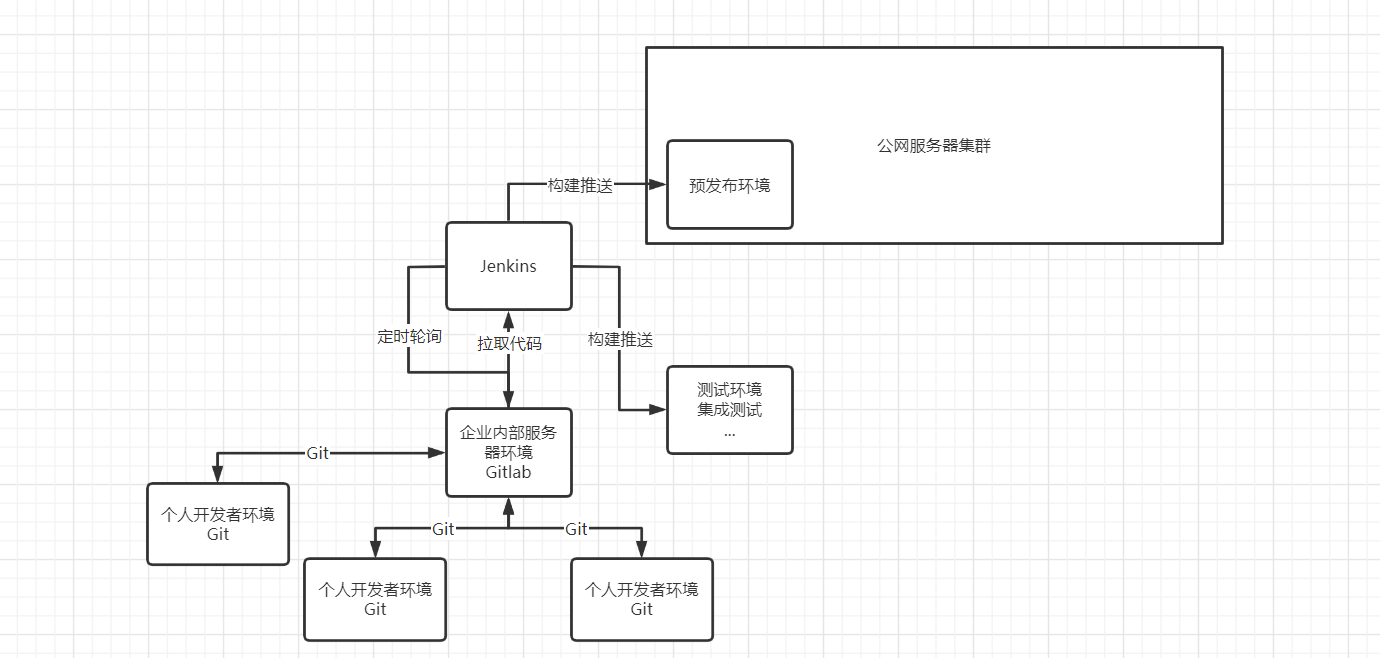 公网服务器集群
构建推送
预发布环境
Jenkins
定时轮询
拉取代码
构建推送
测试环境
集成测试
...
企业内部服务
器环境
Gitlab
Git
个人开发者环境
Git
Git
Git
个人开发者环境
Git
个人开发者环境
Git